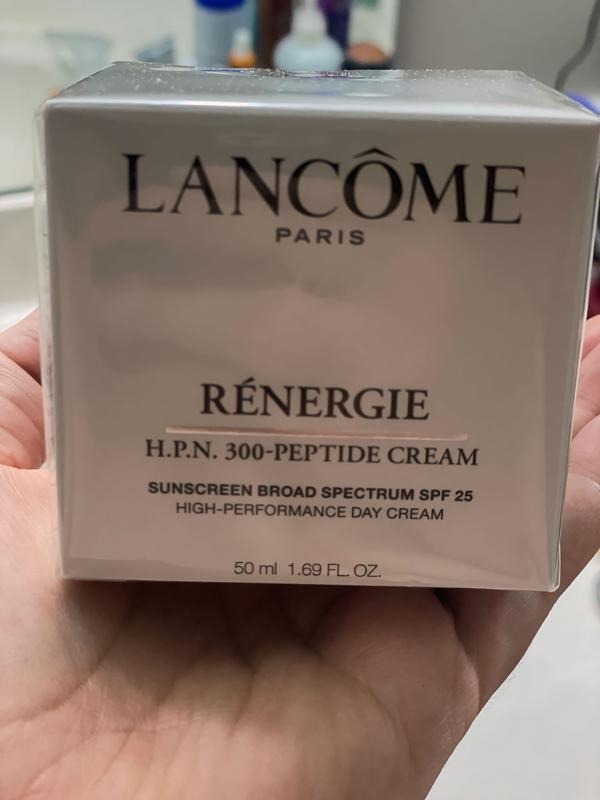 LANCÔME
PARIS
RÉNERGIE
H.P.N. 300-PEPTIDE CREAM
SUNSCREEN BROAD SPECTRUM SPF 25
HIGH-PERFORMANCE DAY CREAM
50 ml 1.69 FL. OZ.